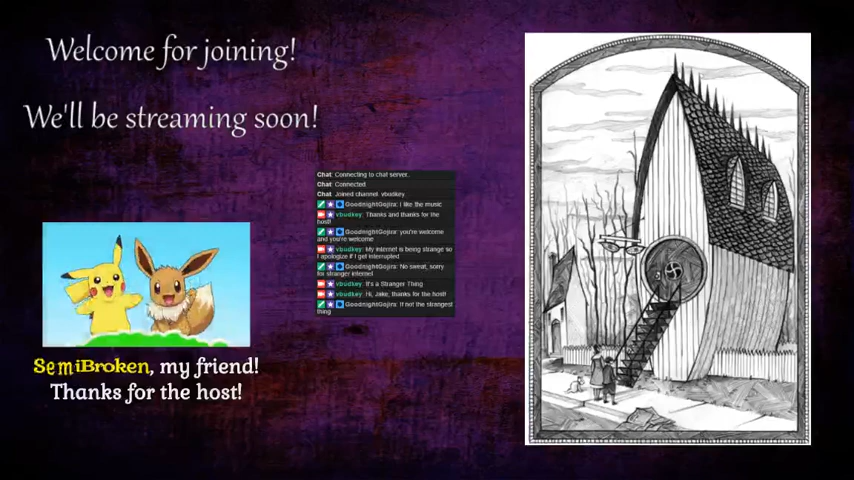 Welcome for joining!
We'll be streaming soon!
Chat: Connecting to chat server.
Chat: Connected.
Chat: Joined channel: vbudkey.
GoodnightGojira: I like the music
vbudkey: Thanks and thanks for the
host!
GoodnightGojira: you're welcome
and you're welcome
vbudkey: My internet is being strange so
I apologize if I get interrupted
GoodnightGojira: No sweat, sorry
for stranger internet
vbudkey: It's a Stranger Thing
vbudkey: Hi, Jake, thanks for the host!
GoodnightGojira: If not the strangest
thing
SemiBroken, my friend!
Thanks for the host!